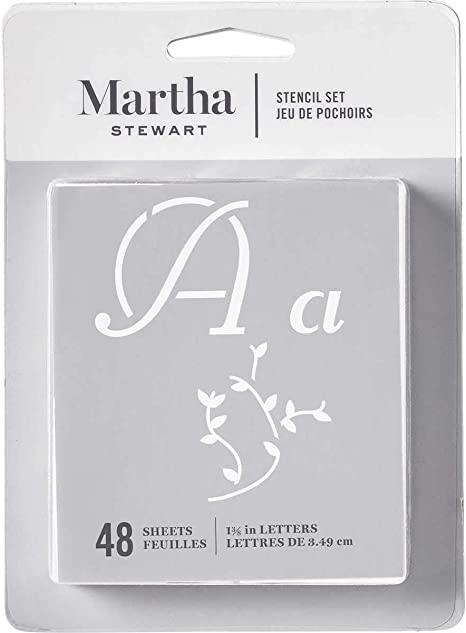 Martha
STEWART
STENCIL SET
JEU DE POCHOIRS
A a
48 SHEETS
FEUILLES
1⅜ in LETTERS
LETTRES DE 3.49 cm